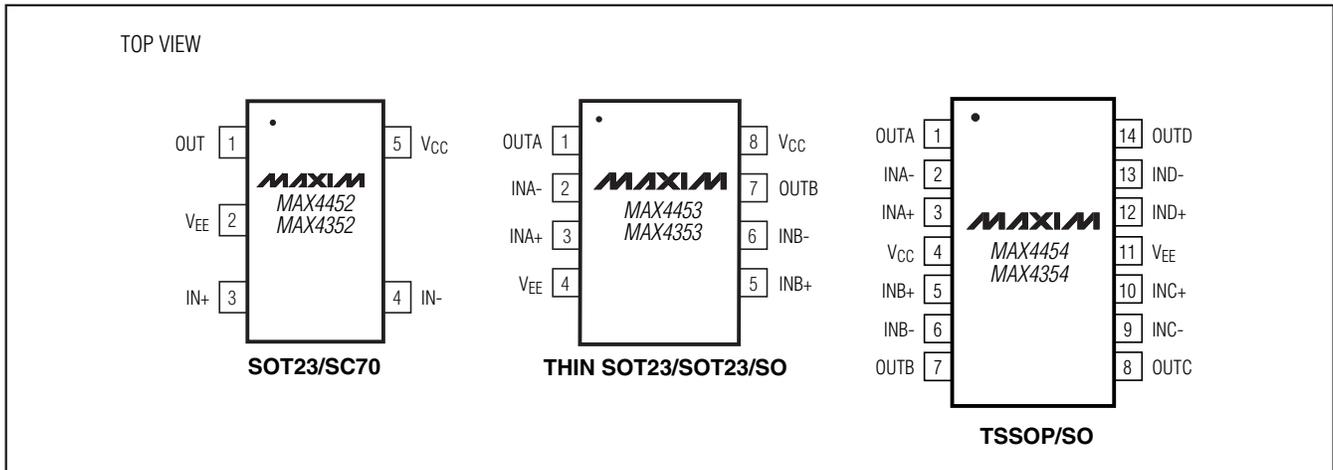 TOP VIEW
OUT 1
VEE 2
IN+ 3
5 VCC
4 IN-
MAXIM
MAX4452
MAX4352
SOT23/SC70
OUTA 1
INA- 2
INA+ 3
VEE 4
8 VCC
7 OUTB
6 INB-
5 INB+
MAXIM
MAX4453
MAX4353
THIN SOT23/SOT23/SO
OUTA 1
INA- 2
INA+ 3
VCC 4
INB+ 5
INB- 6
OUTB 7
14 OUTD
13 IND-
12 IND+
11 VEE
10 INC+
9 INC-
8 OUTC
MAXIM
MAX4454
MAX4354
TSSOP/SO